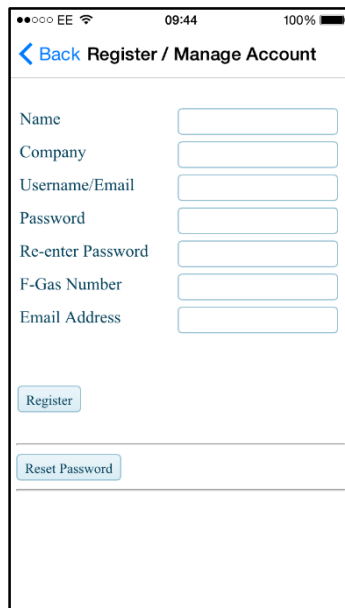 EE 09:44 100%
Back Register / Manage Account
Name
Company
Username/Email
Password
Re-enter Password
F-Gas Number
Email Address
Register
Reset Password